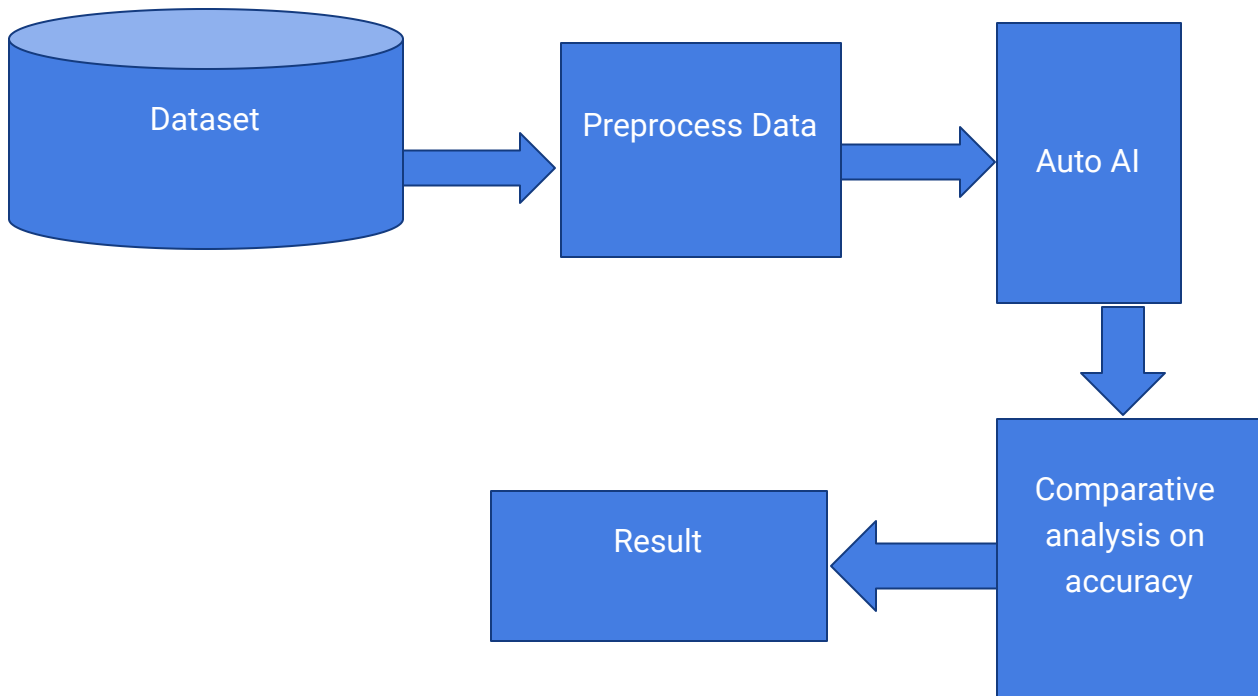 Dataset
Preprocess Data
Auto AI
Comparative
analysis on
accuracy
Result